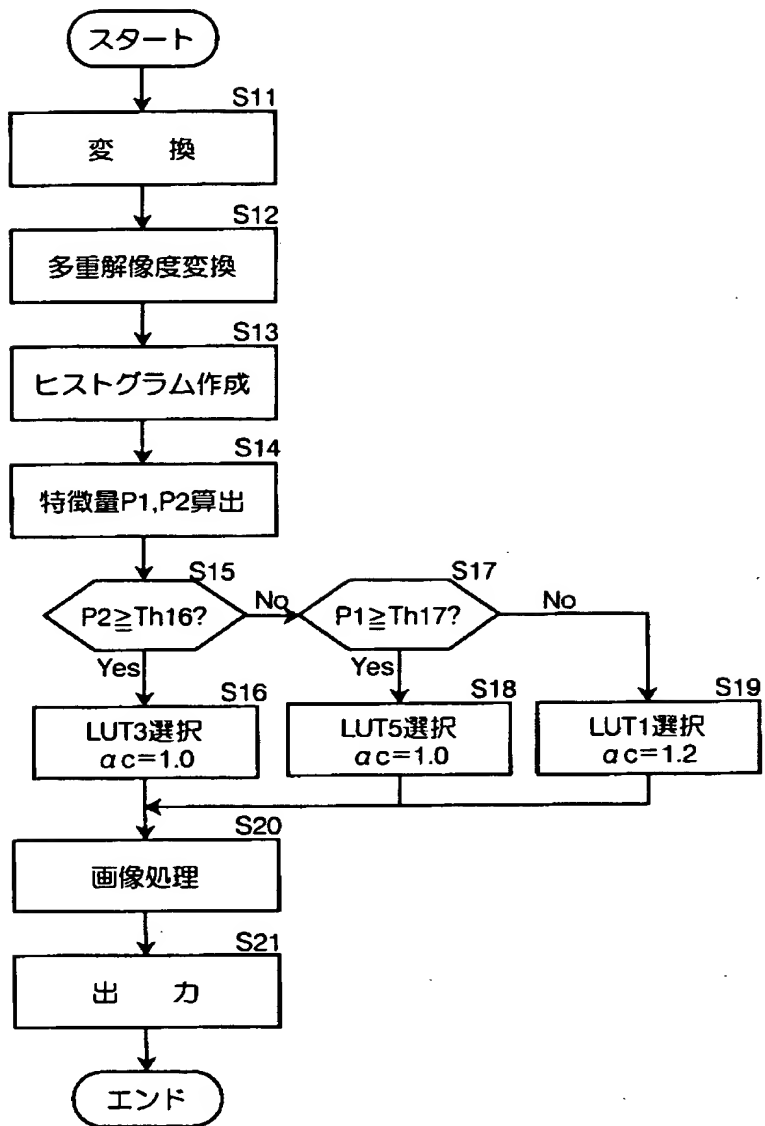 スタート
S11
変 換
S12
多重解像度変換
S13
ヒストグラム作成
S14
特徴量P1,P2算出
S15
P2≧Th16?
No
S17
P1≧Th17?
No
Yes
Yes
S16
LUT3選択
αc=1.0
S18
LUT5選択
αc=1.0
S19
LUT1選択
αc=1.2
S20
画像処理
S21
出 力
エンド